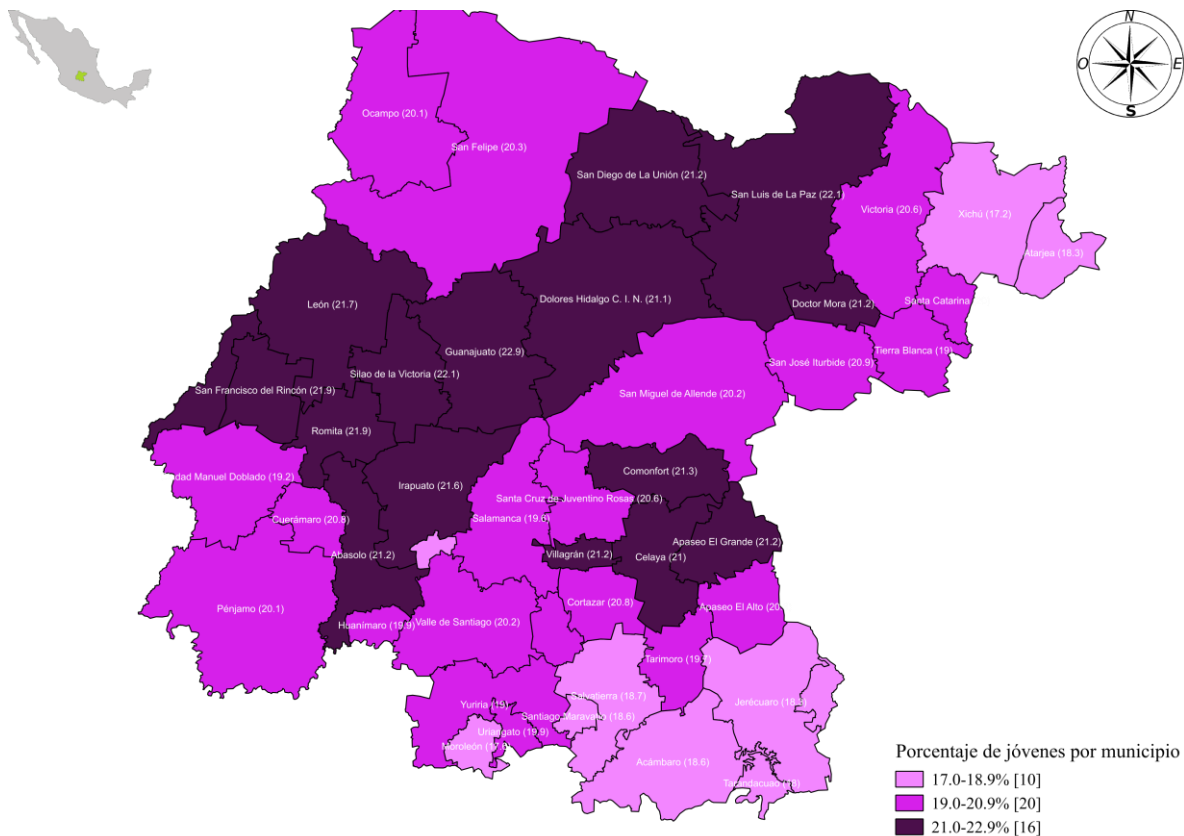 N
O
E
S
Ocampo (20.1)
San Felipe (20.3)
San Diego de La Unión (21.2)
San Luis de La Paz (22.1)
Victoria (20.6)
Xichú (17.2)
Atarjea (18.3)
León (21.7)
Dolores Hidalgo C. I. N. (21.1)
Doctor Mora (21.2)
Santa Catarina
Guanajuato (22.9)
Tierra Blanca (19)
San José Iturbide (20.9)
Silao de la Victoria (22.1)
San Francisco del Rincón (21.9)
San Miguel de Allende (20.2)
Romita (21.9)
Manuel Doblado (19.2)
Comonfort (21.3)
Irapuato (21.6)
Santa Cruz de Juventino Rosas (20.6)
Cuerámaro (20.8)
Salamanca (19.6)
Apaseo El Grande (21.2)
Abasolo (21.2)
Villagrán (21.2)
Celaya (21)
Pénjamo (20.1)
Cortazar (20.8)
Apaseo El Alto
Huanímaro (19.9)
Valle de Santiago (20.2)
Tarimoro (19.7)
Salvatierra (18.7)
Jerécuaro
Yuriria (19)
Santiago Maravatío (18.6)
Uriangato (19.9)
Moroleón
Acámbaro (18.6)
Tarandacuao
Porcentaje de jóvenes por municipio
17.0-18.9% [10]
19.0-20.9% [20]
21.0-22.9% [16]